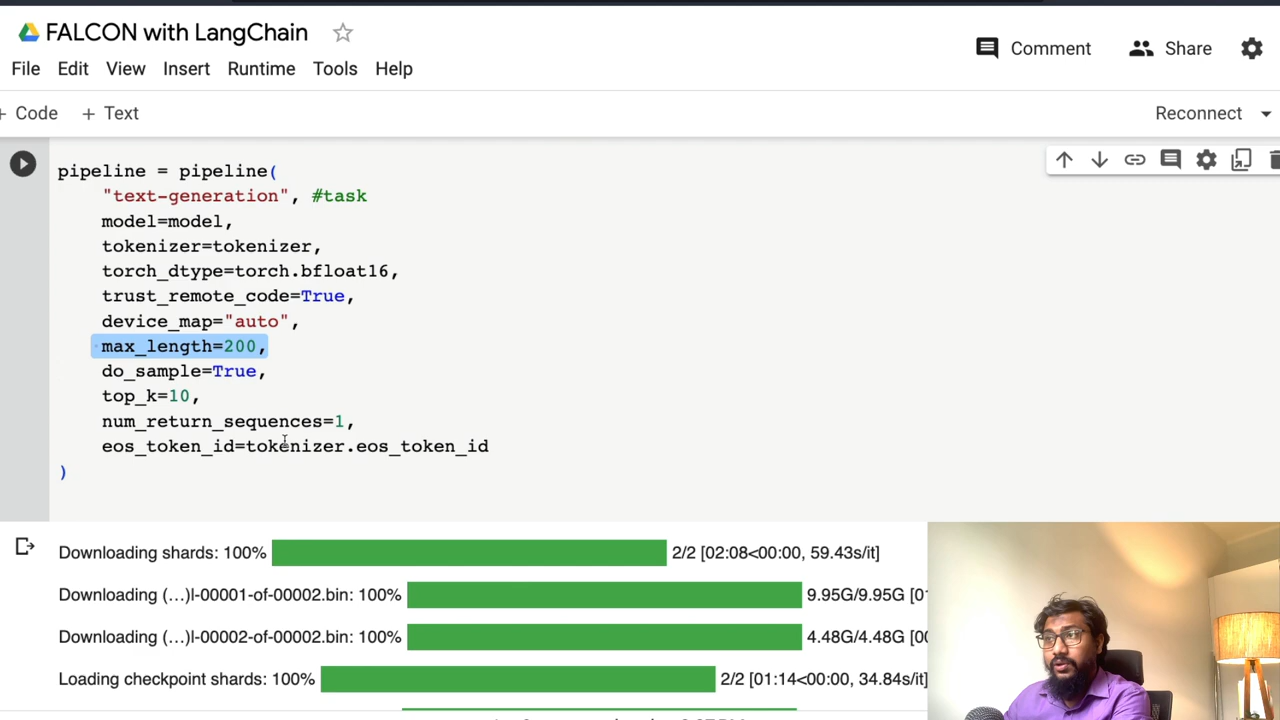 FALCON with LangChain
Comment
Share
File Edit View Insert Runtime Tools Help
+ Code + Text
Reconnect
pipeline = pipeline(
"text-generation", #task
model=model,
tokenizer=tokenizer,
torch_dtype=torch.bfloat16,
trust_remote_code=True,
device_map="auto",
max_length=200,
do_sample=True,
top_k=10,
num_return_sequences=1,
eos_token_id=tokenizer.eos_token_id
)
Downloading shards: 100% 2/2 [02:08<00:00, 59.43s/it]
Downloading (…)l-00001-of-00002.bin: 100% 9.95G/9.95G
Downloading (…)l-00002-of-00002.bin: 100% 4.48G/4.48G
Loading checkpoint shards: 100% 2/2 [01:14<00:00, 34.84s/it]